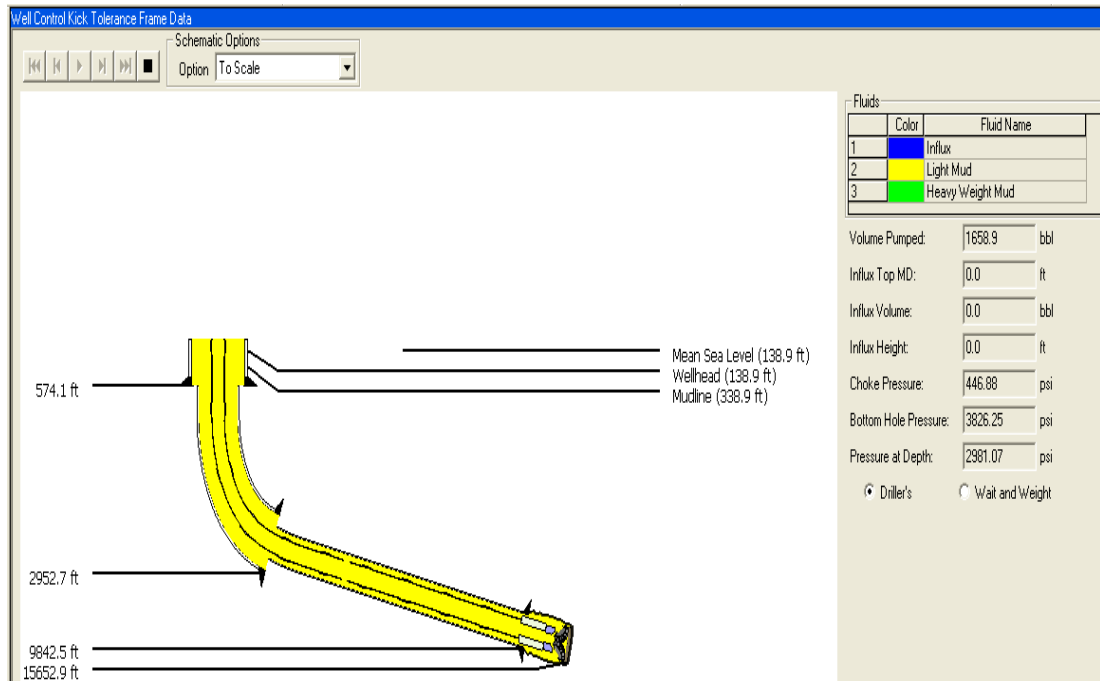 Well Control Kick Tolerance Frame Data
Schematic Options
Option To Scale
Fluids
Color Fluid Name
1 Influx
2 Light Mud
3 Heavy Weight Mud
Volume Pumped: 1658.9 bbl
Influx Top MD: 0.0 ft
Influx Volume: 0.0 bbl
Influx Height: 0.0 ft
Choke Pressure: 446.88 psi
Bottom Hole Pressure: 3826.25 psi
Pressure at Depth: 2981.07 psi
Driller's Wait and Weight
Mean Sea Level (138.9 ft)
Wellhead (138.9 ft)
Mudline (338.9 ft)
574.1 ft
2952.7 ft
9842.5 ft
15652.9 ft